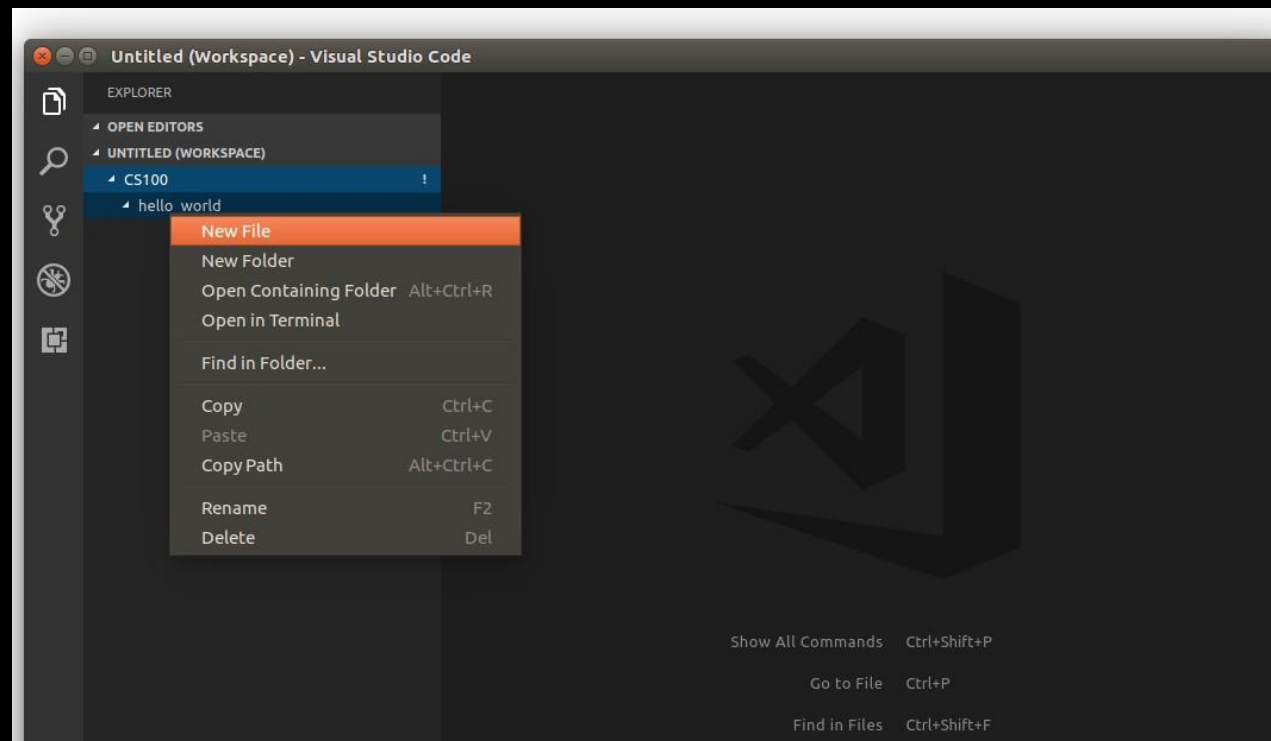 Untitled (Workspace) - Visual Studio Code
EXPLORER
OPEN EDITORS
UNTITLED (WORKSPACE)
CS100 !
hello world
New File
New Folder
Open Containing Folder Alt+Ctrl+R
Open in Terminal
Find in Folder...
Copy Ctrl+C
Paste Ctrl+V
Copy Path Alt+Ctrl+C
Rename F2
Delete Del
Show All Commands Ctrl+Shift+P
Go to File Ctrl+P
Find in Files Ctrl+Shift+F